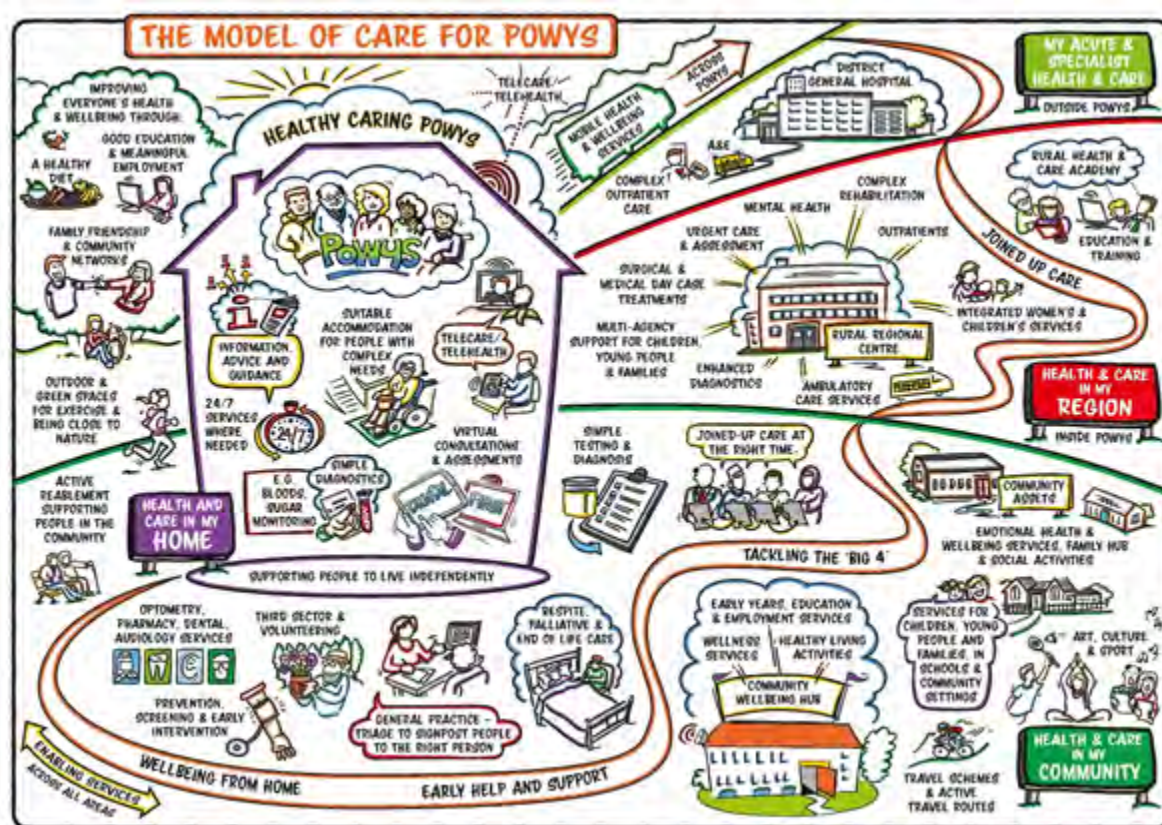 THE MODEL OF CARE FOR POWYS
IMPROVING
EVERYONE'S HEALTH
& WELLBEING THROUGH:
A HEALTHY
DIET
GOOD EDUCATION
& MEANINGFUL
EMPLOYMENT
FAMILY FRIENDSHIP
& COMMUNITY
NETWORKS
OUTDOOR &
GREEN SPACES
FOR EXERCISE &
BEING CLOSE TO
NATURE
ACTIVE
REABLEMENT
SUPPORTING
PEOPLE IN THE
COMMUNITY
HEALTHY CARING POWYS
TELECARE/
TELEHEALTH
POWYS
INFORMATION,
ADVICE AND
GUIDANCE
24/7
SERVICES
WHERE
NEEDED
24/7
SUITABLE
ACCOMMODATION
FOR PEOPLE WITH
COMPLEX
NEEDS
TELECARE/
TELEHEALTH
E.G.
BLOODS,
SUGAR
MONITORING
SIMPLE
DIAGNOSTICS
VIRTUAL
CONSULTATIONS
& ASSESSMENTS
DIGITAL
FIRST
HEALTH AND
CARE IN MY
HOME
SUPPORTING PEOPLE TO LIVE INDEPENDENTLY
MOBILE HEALTH
& WELLBEING
SERVICES
ACROSS
POWYS
DISTRICT
GENERAL HOSPITAL
A&E
COMPLEX
OUTPATIENT
CARE
MY ACUTE &
SPECIALIST
HEALTH & CARE
OUTSIDE POWYS
RURAL HEALTH &
CARE ACADEMY
EDUCATION &
TRAINING
JOINED UP CARE
MENTAL HEALTH
COMPLEX
REHABILITATION
URGENT CARE
& ASSESSMENT
OUTPATIENTS
SURGICAL &
MEDICAL DAY CASE
TREATMENTS
MULTI-AGENCY
SUPPORT FOR CHILDREN,
YOUNG PEOPLE
& FAMILIES
ENHANCED
DIAGNOSTICS
RURAL REGIONAL
CENTRE
INTEGRATED WOMEN'S &
CHILDREN'S SERVICES
AMBULATORY
CARE SERVICES
HEALTH & CARE
IN MY
REGION
INSIDE POWYS
SIMPLE
TESTING &
DIAGNOSIS
JOINED-UP CARE AT
THE RIGHT TIME.
TACKLING THE 'BIG 4'
COMMUNITY
ASSETS
EMOTIONAL HEALTH &
WELLBEING SERVICES, FAMILY HUB
& SOCIAL ACTIVITIES
OPTOMETRY,
PHARMACY, DENTAL,
AUDIOLOGY SERVICES
THIRD SECTOR &
VOLUNTEERING
PREVENTION,
SCREENING & EARLY
INTERVENTION
GENERAL PRACTICE -
TRIAGE TO SIGNPOST PEOPLE
TO THE RIGHT PERSON
RESPITE,
PALLIATIVE &
END OF LIFE CARE
EARLY YEARS, EDUCATION
& EMPLOYMENT SERVICES
WELLNESS
SERVICES
HEALTHY LIVING
ACTIVITIES
COMMUNITY
WELLBEING HUB
SERVICES FOR
CHILDREN, YOUNG
PEOPLE AND
FAMILIES, IN
SCHOOLS &
COMMUNITY
SETTINGS
ART, CULTURE
& SPORT
TRAVEL SCHEMES
& ACTIVE
TRAVEL ROUTES
HEALTH & CARE
IN MY
COMMUNITY
ENABLING SERVICES
ACROSS ALL AREAS
WELLBEING FROM HOME
EARLY HELP AND SUPPORT